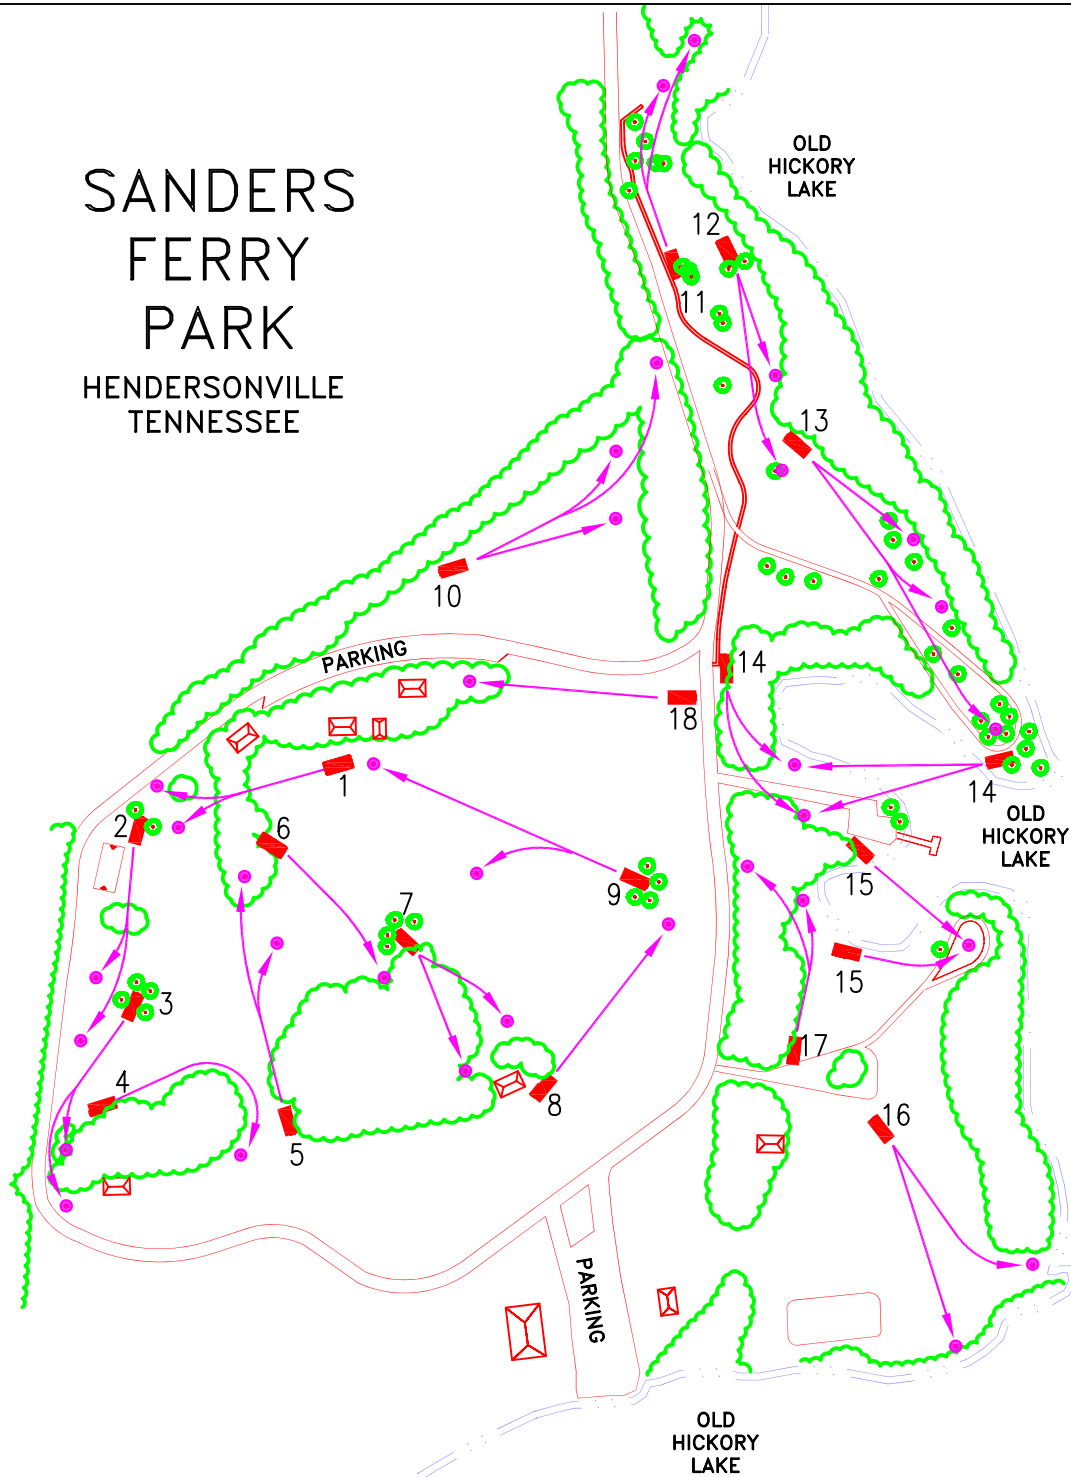 SANDERS
FERRY
PARK
HENDERSONVILLE
TENNESSEE
OLD
HICKORY
LAKE
12
11
13
10
PARKING
14
18
1
14
2
6
OLD
HICKORY
LAKE
15
9
7
15
3
17
4
8
16
5
PARKING
OLD
HICKORY
LAKE